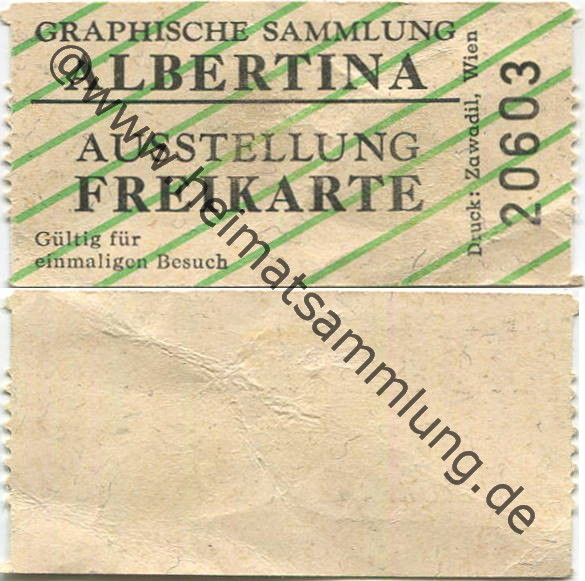 GRAPHISCHE SAMMLUNG
ALBERTINA
AUSSTELLUNG
FREIKARTE
Gültig für
einmaligen Besuch
Druck: Zawadil, Wien
20603
@www.heimatsammlung.de